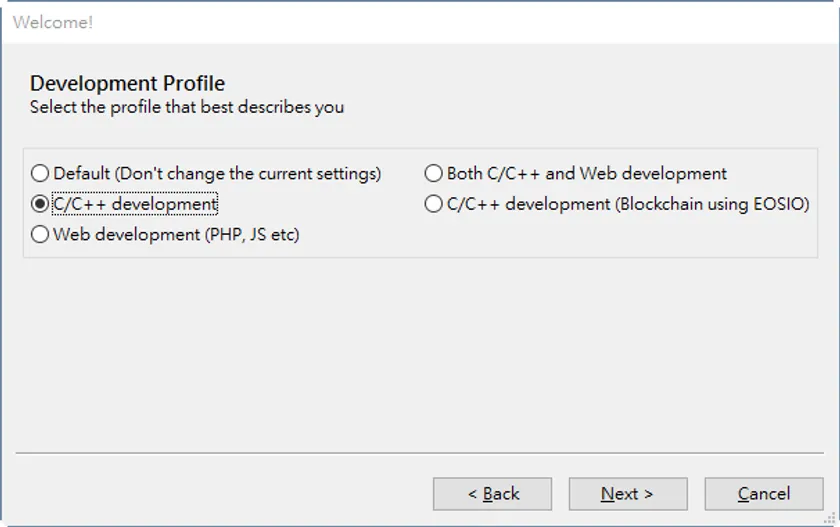 Welcome!
Development Profile
Select the profile that best describes you
Default (Don't change the current settings)
Both C/C++ and Web development
C/C++ development
C/C++ development (Blockchain using EOSIO)
Web development (PHP, JS etc)
< Back
Next >
Cancel